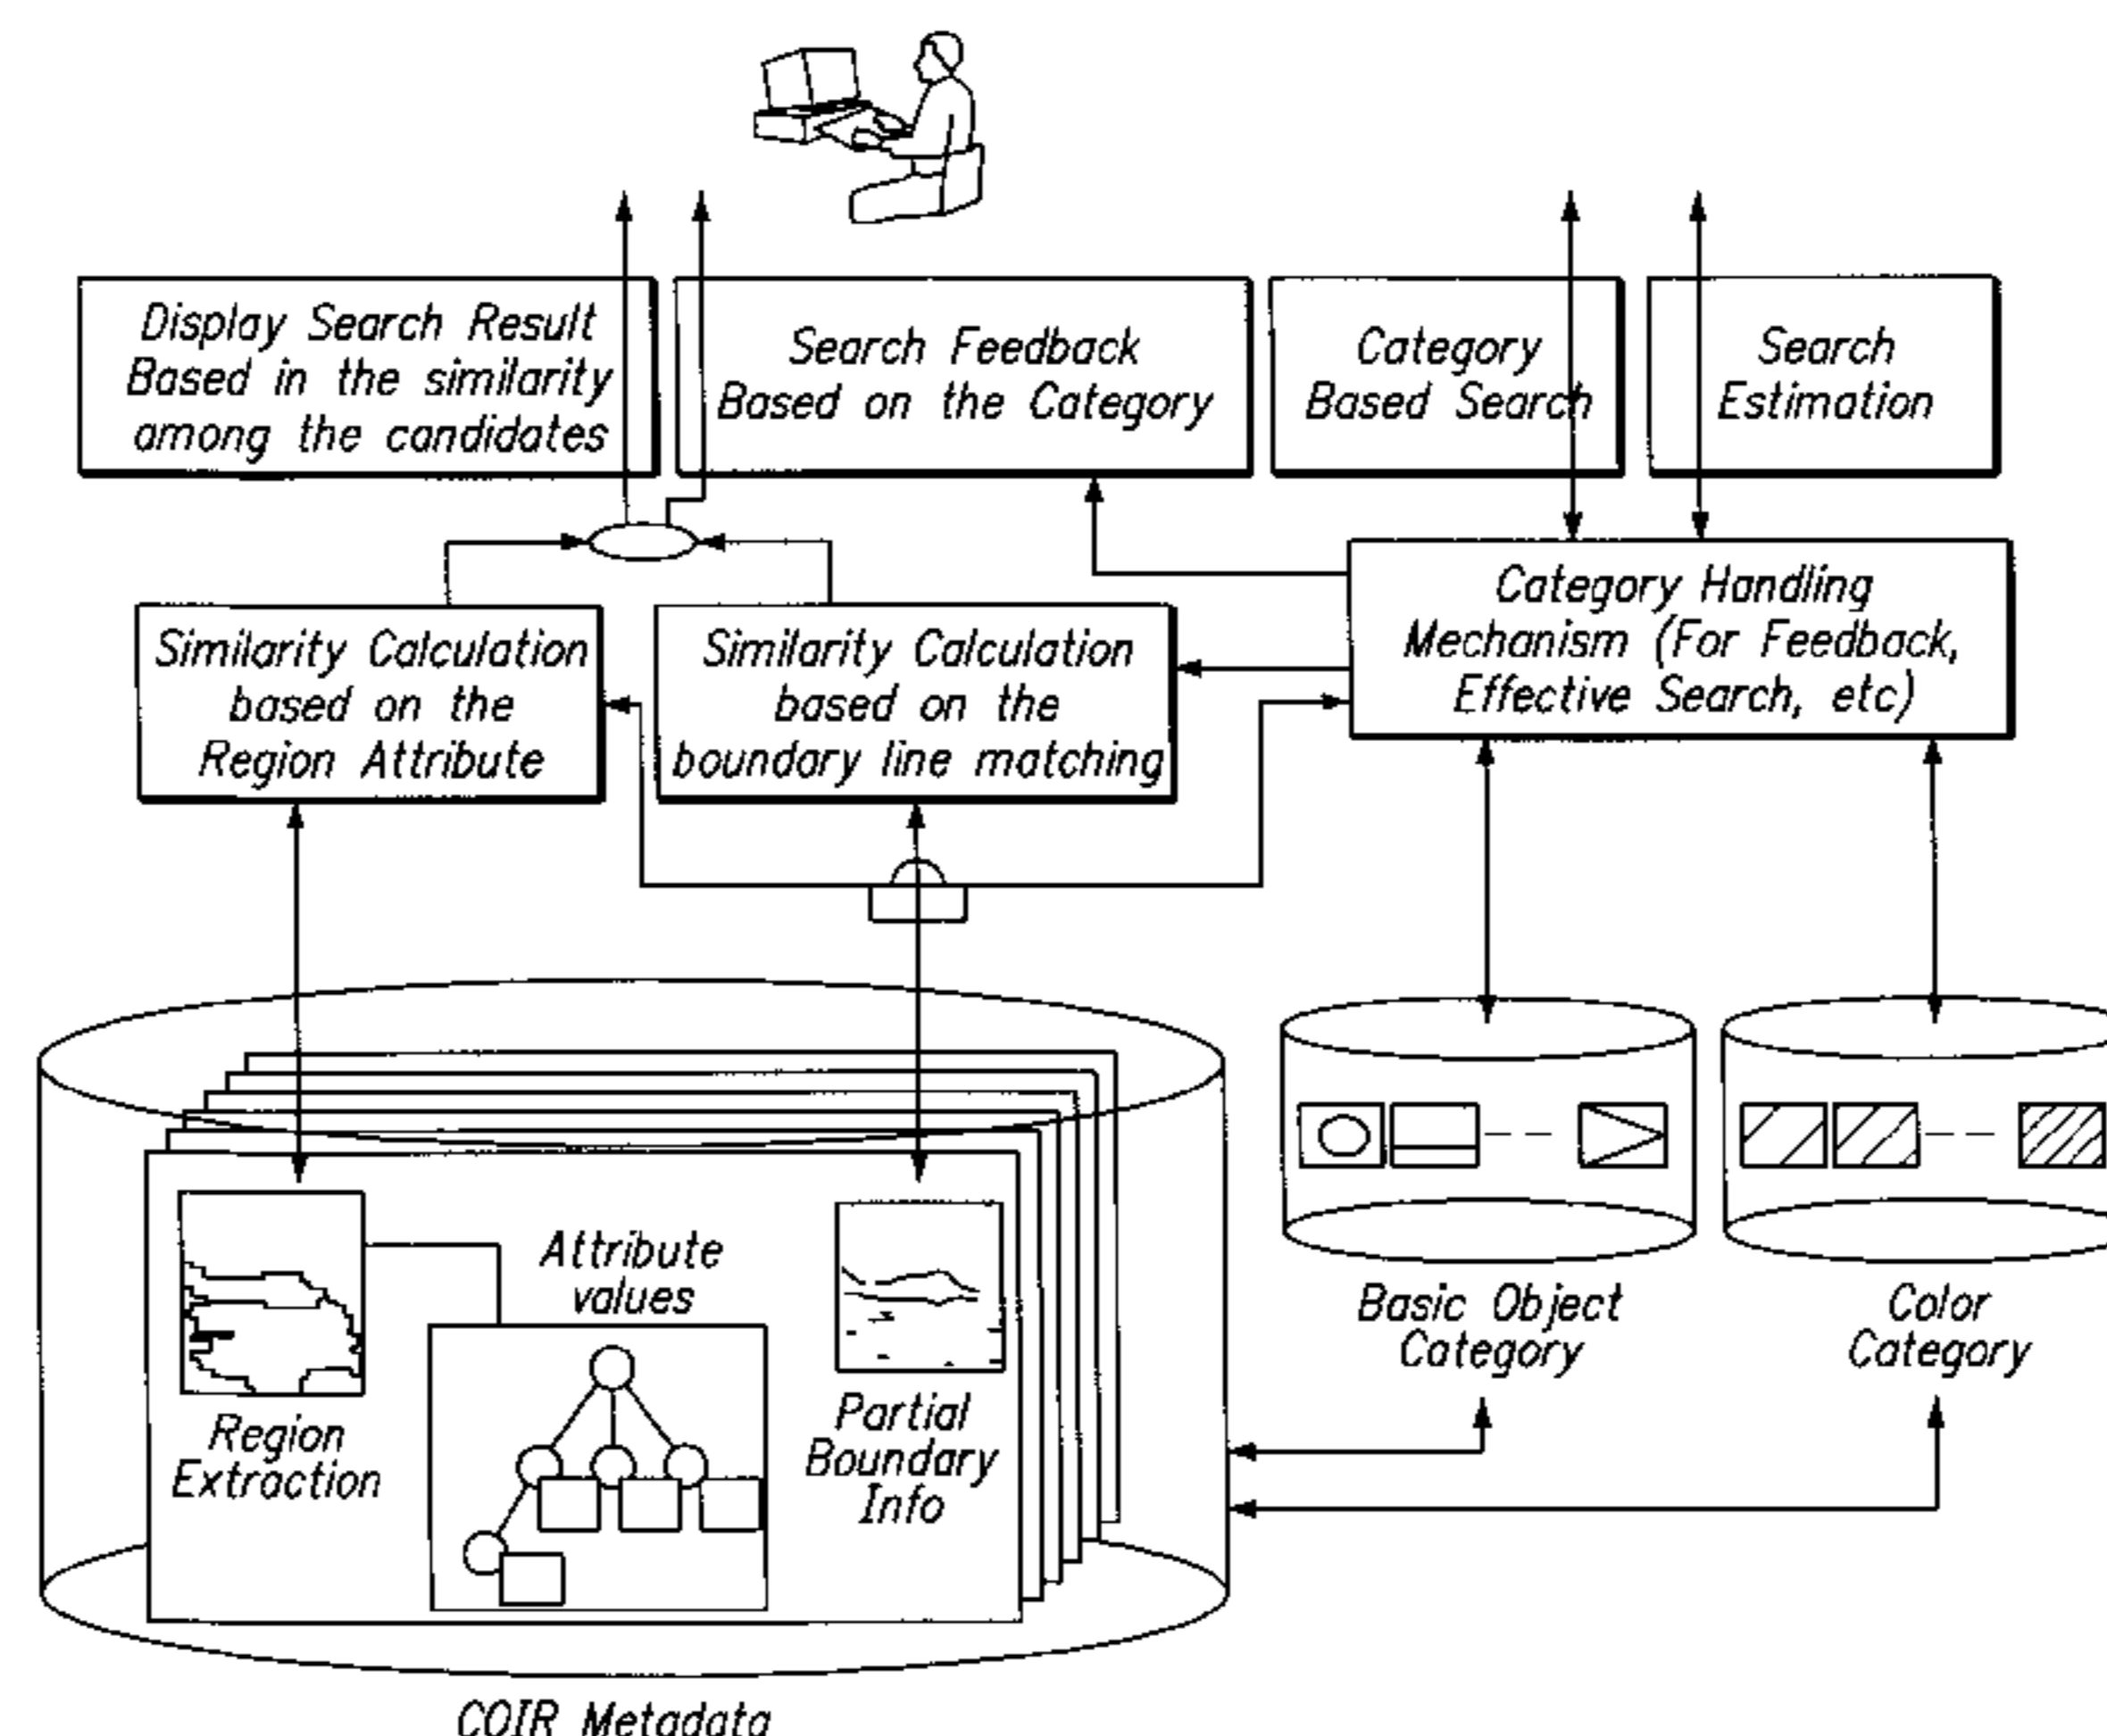 Display Search Result
Based in the similarity
among the candidates
Search Feedback
Based on the Category
Category
Based Search
Search
Estimation
Category Handling
Mechanism (For Feedback,
Effective Search, etc)
Similarity Calculation
based on the
Region Attribute
Similarity Calculation
based on the
boundary line matching
Attribute
values
Region
Extraction
Partial
Boundary
Info
Basic Object
Category
Color
Category
COIR Metadata